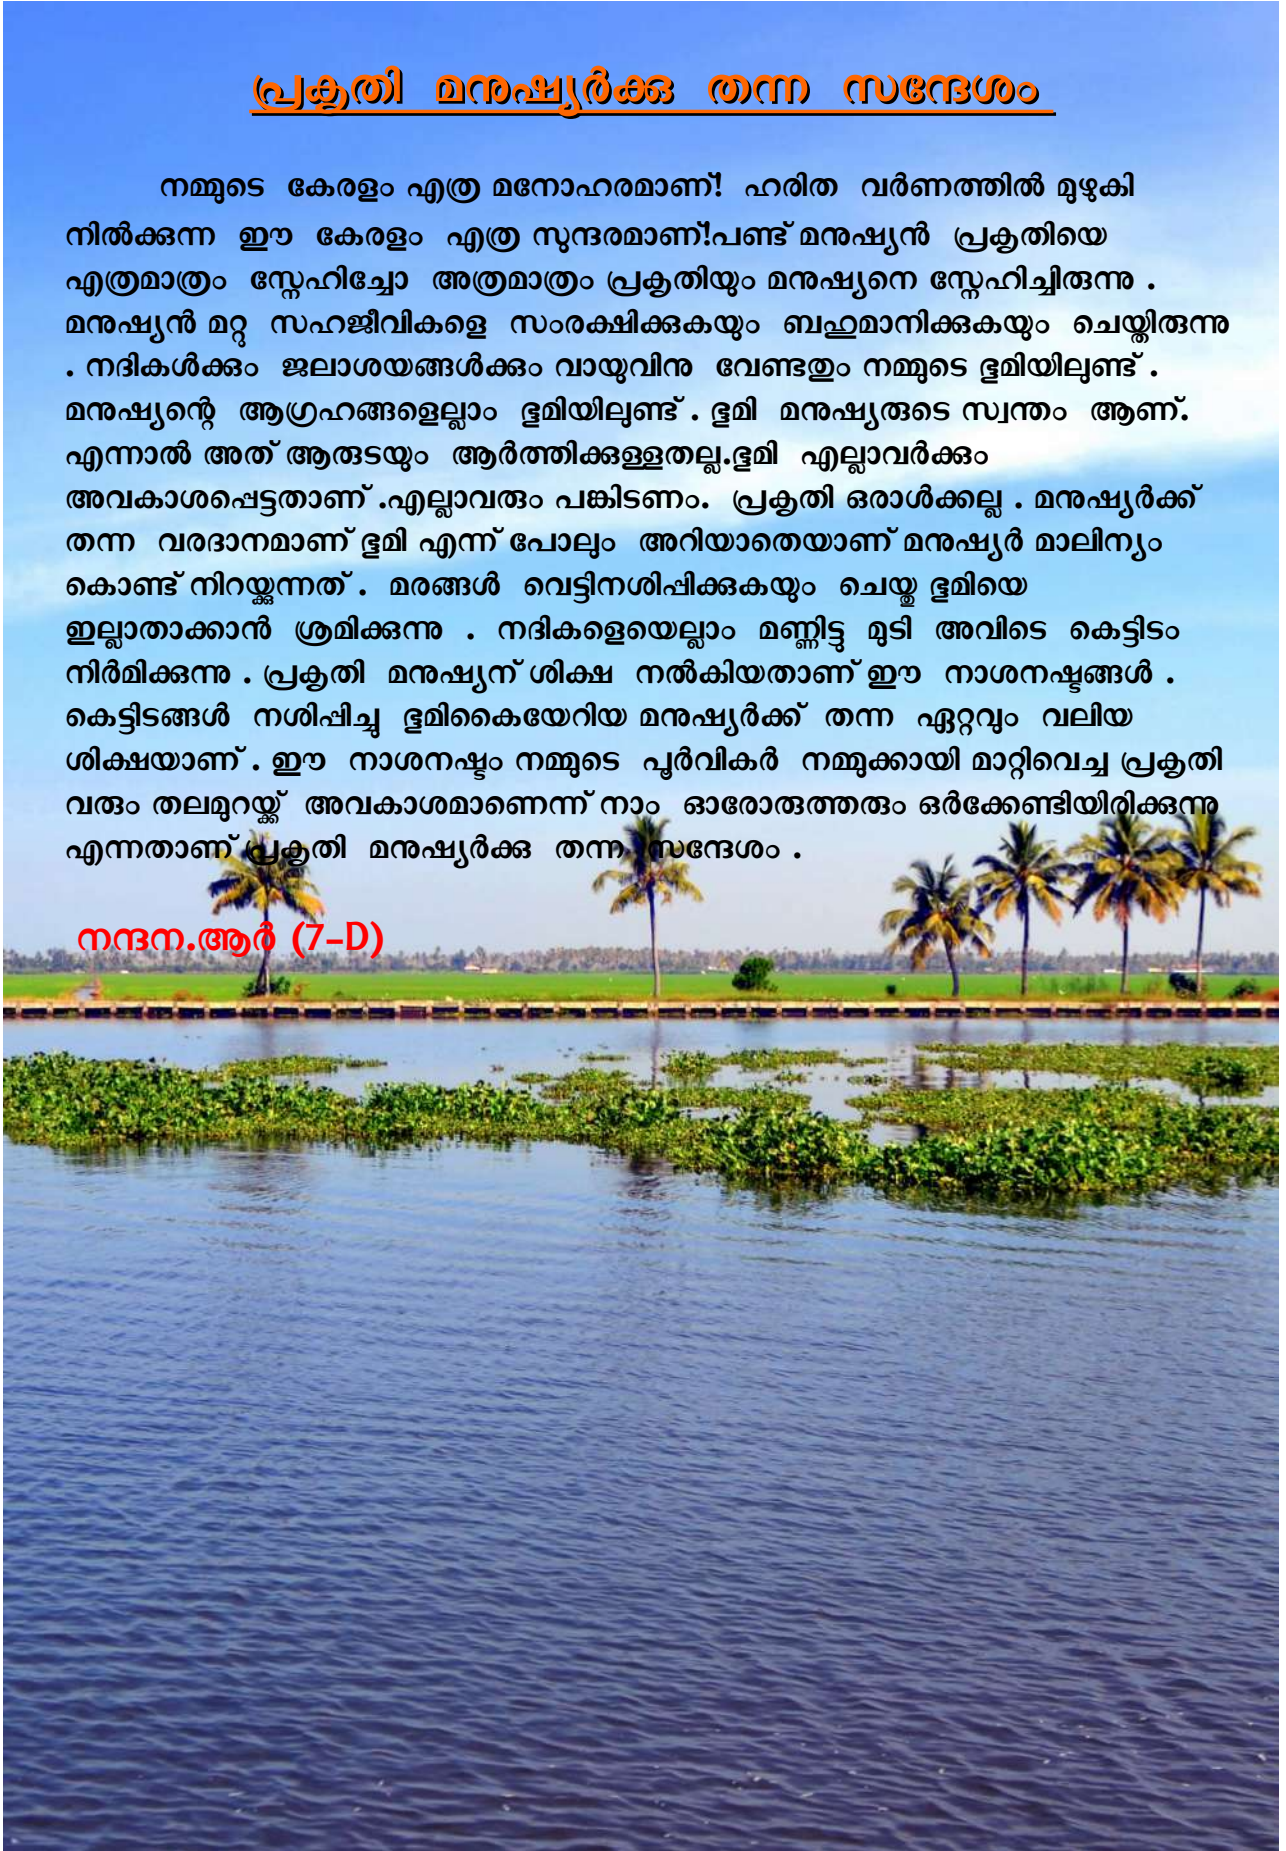 പ്രകൃതി മനുഷ്യർക്കു തന്ന സന്ദേശം
നമ്മുടെ കേരളം എത്ര മനോഹരമാണ്! ഹരിത വർണത്തിൽ മുഴുകി
നിൽക്കുന്ന ഈ കേരളം എത്ര സുന്ദരമാണ്!പണ്ട് മനുഷ്യൻ പ്രകൃതിയെ
എത്രമാത്രം സ്നേഹിച്ചോ അത്രമാത്രം പ്രകൃതിയും മനുഷ്യനെ സ്നേഹിച്ചിരുന്നു .
മനുഷ്യൻ മറ്റു സഹജീവികളെ സംരക്ഷിക്കുകയും ബഹുമാനിക്കുകയും ചെയ്തിരുന്നു
. നദികൾക്കും ജലാശയങ്ങൾക്കും വായുവിനു വേണ്ടതും നമ്മുടെ ഭൂമിയിലുണ്ട് .
മനുഷ്യന്റെ ആഗ്രഹങ്ങളെല്ലാം ഭൂമിയിലുണ്ട് . ഭൂമി മനുഷ്യരുടെ സ്വന്തം ആണ്.
എന്നാൽ അത് ആരുടയും ആർത്തിക്കുള്ളതല്ല.ഭൂമി എല്ലാവർക്കും
അവകാശപ്പെട്ടതാണ് .എല്ലാവരും പങ്കിടണം. പ്രകൃതി ഒരാൾക്കല്ല . മനുഷ്യർക്ക്
തന്ന വരദാനമാണ് ഭൂമി എന്ന് പോലും അറിയാതെയാണ് മനുഷ്യർ മാലിന്യം
കൊണ്ട് നിറയ്ക്കുന്നത് . മരങ്ങൾ വെട്ടിനശിപ്പിക്കുകയും ചെയ്തു ഭൂമിയെ
ഇല്ലാതാക്കാൻ ശ്രമിക്കുന്നു . നദികളെയെല്ലാം മണ്ണിട്ടു മുടി അവിടെ കെട്ടിടം
നിർമിക്കുന്നു . പ്രകൃതി മനുഷ്യന് ശിക്ഷ നൽകിയതാണ് ഈ നാശനഷ്ടങ്ങൾ .
കെട്ടിടങ്ങൾ നശിപ്പിച്ചു ഭൂമികൈയേറിയ മനുഷ്യർക്ക് തന്ന ഏറ്റവും വലിയ
ശിക്ഷയാണ് . ഈ നാശനഷ്ടം നമ്മുടെ പൂർവികർ നമ്മുക്കായി മാറ്റിവെച്ച പ്രകൃതി
വരും തലമുറയ്ക്ക് അവകാശമാണെന്ന് നാം ഓരോരുത്തരും ഒർക്കേണ്ടിയിരിക്കുന്നു
എന്നതാണ് പ്രകൃതി മനുഷ്യർക്കു തന്ന സന്ദേശം .
നന്ദന.ആർ (7-D)